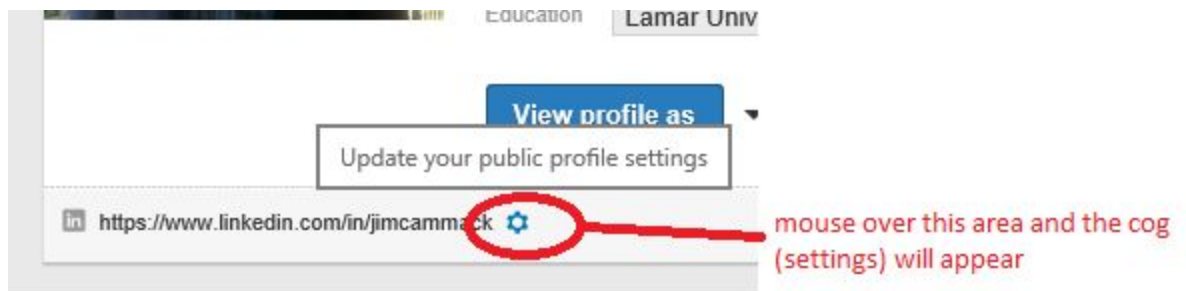 Education Lamar Univ
View profile as
Update your public profile settings
in https://www.linkedin.com/in/jimcammack
mouse over this area and the cog
(settings) will appear